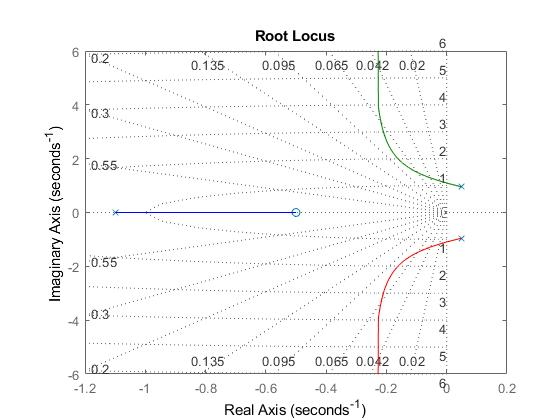 Root Locus
6
0.2 0.135 0.095 0.065 0.042 0.02 5
4 0.3 4
3
2 0.55 2
1
0
1
-2 0.55 2
3
-4 0.3 4
0.2 0.135 0.095 0.065 0.042 0.02 5
-6 6
-1.2 -1 -0.8 -0.6 -0.4 -0.2 0 0.2
Real Axis (seconds-1)
Imaginary Axis (seconds-1)